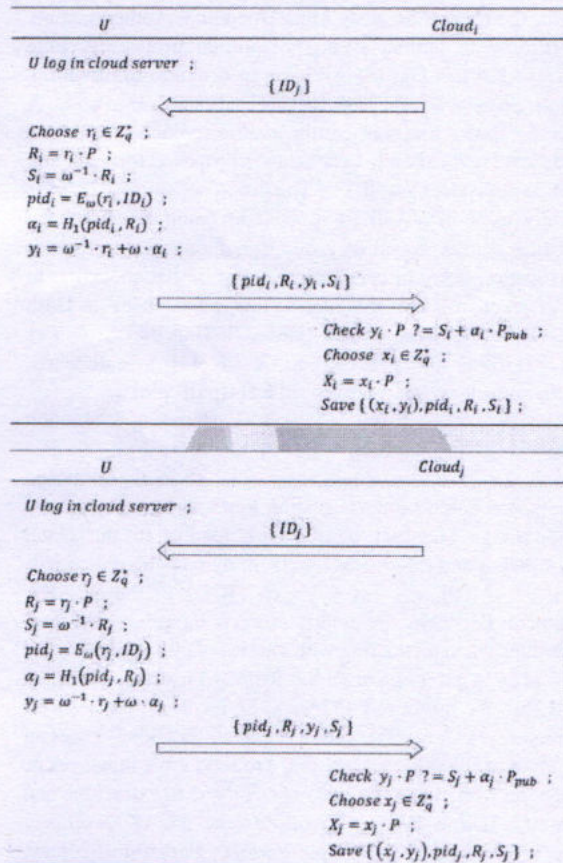 U Cloud_i
U log in cloud server ;
{ID_j}
Choose r_i ∈ Z_q^* ;
R_i = r_i · P ;
S_i = ω^{-1} · R_i ;
pid_i = E_ω(r_i, ID_i) ;
α_i = H_1(pid_i, R_i) ;
y_i = ω^{-1} · r_i + ω · α_i ;
{pid_i, R_i, y_i, S_i}
Check y_i · P ?= S_i + α_i · P_pub ;
Choose x_i ∈ Z_q^* ;
X_i = x_i · P ;
Save {(x_i, y_i), pid_i, R_i, S_i} ;
U Cloud_j
U log in cloud server ;
{ID_j}
Choose r_j ∈ Z_q^* ;
R_j = r_j · P ;
S_j = ω^{-1} · R_j ;
pid_j = E_ω(r_j, ID_j) ;
α_j = H_1(pid_j, R_j) ;
y_j = ω^{-1} · r_j + ω · α_j ;
{pid_j, R_j, y_j, S_j}
Check y_j · P ?= S_j + α_j · P_pub ;
Choose x_j ∈ Z_q^* ;
X_j = x_j · P ;
Save {(x_j, y_j), pid_j, R_j, S_j} ;